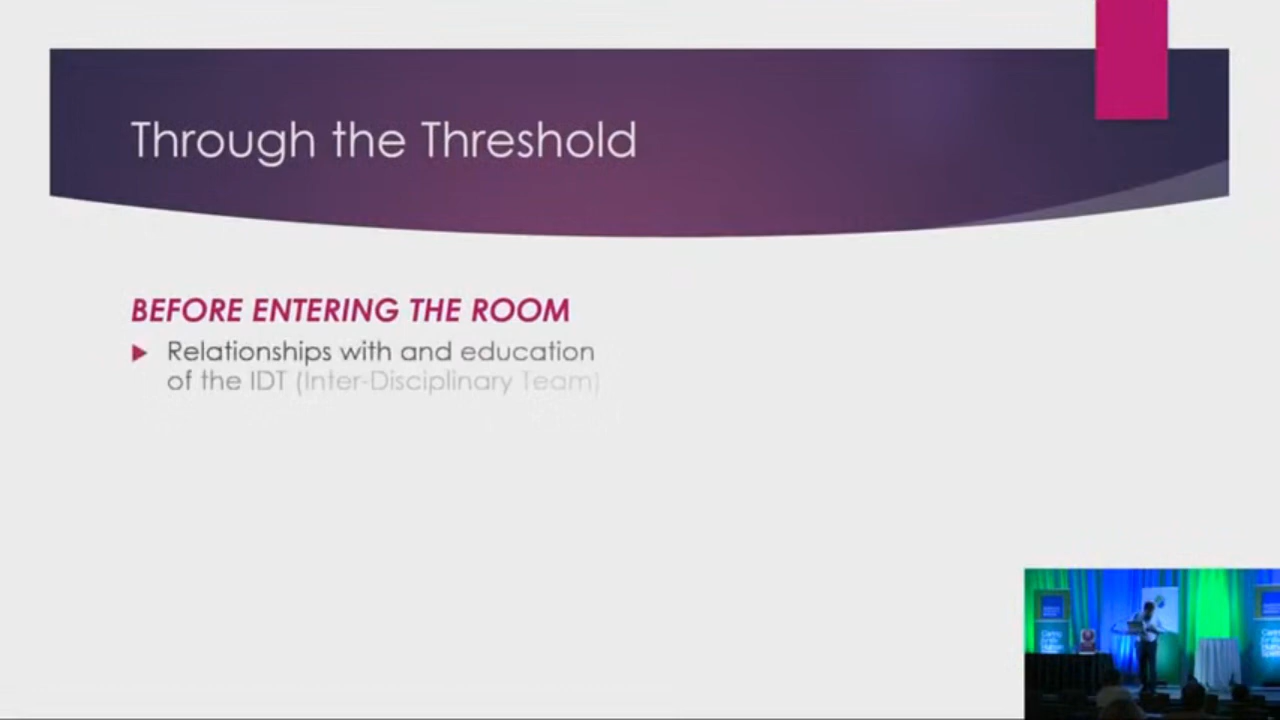 Through the Threshold
BEFORE ENTERING THE ROOM
Relationships with and education
of the IDT (Inter-Disciplinary Team)